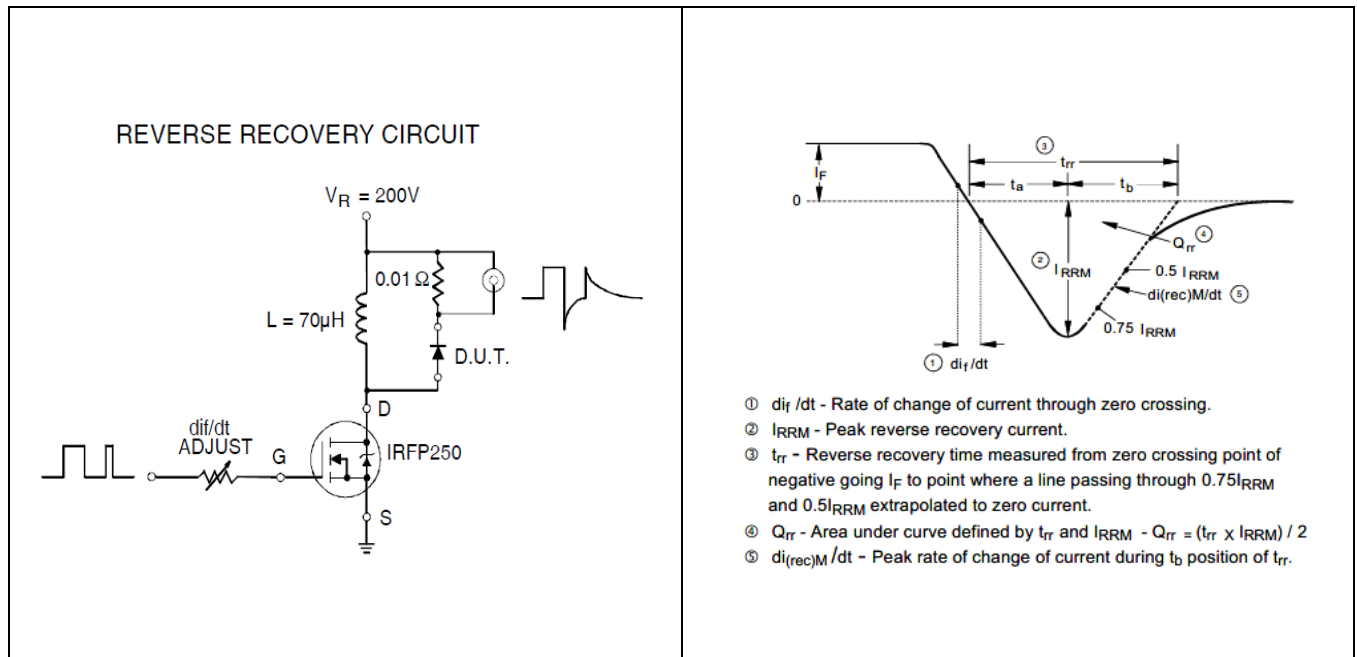 REVERSE RECOVERY CIRCUIT
VR = 200V
0.01 Ω
L = 70µH
D.U.T.
D
dif/dt
ADJUST
G
IRFP250
S
③
trr
IF
ta
tb
0
Qrr ④
② IRRM
0.5 IRRM
di(rec)M/dt ⑤
0.75 IRRM
① dif/dt
① dif /dt - Rate of change of current through zero crossing.
② IRRM - Peak reverse recovery current.
③ trr - Reverse recovery time measured from zero crossing point of
negative going IF to point where a line passing through 0.75IRRM
and 0.5IRRM extrapolated to zero current.
④ Qrr - Area under curve defined by trr and IRRM - Qrr = (trr X IRRM) / 2
⑤ di(rec)M /dt - Peak rate of change of current during tb position of trr.